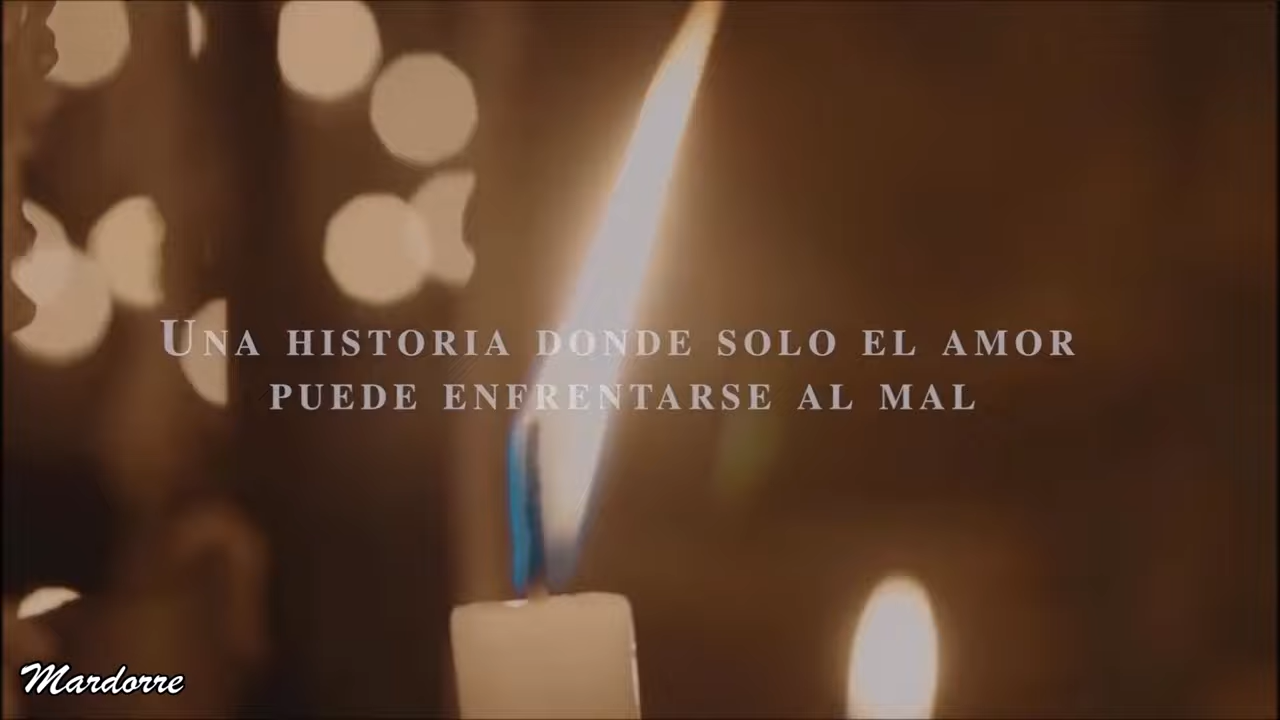 Una historia donde solo el amor
puede enfrentarse al mal
Mardorre